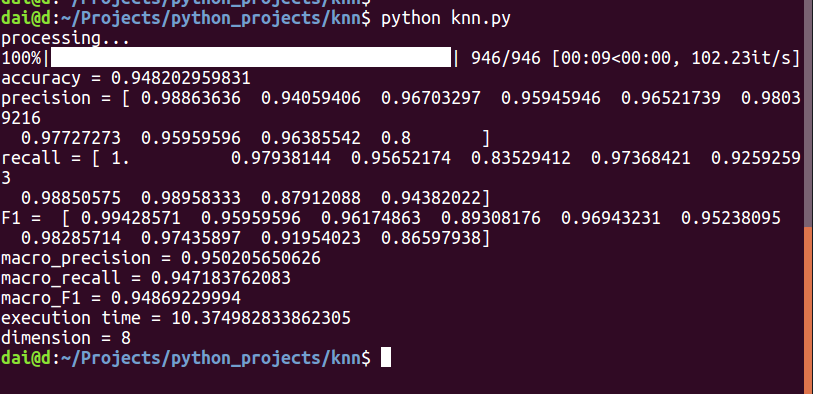 dai@d:~/Projects/python_projects/knn$ python knn.py
processing...
100%|██████████████████████████████| 946/946 [00:09<00:00, 102.23it/s]
accuracy = 0.948202959831
precision = [ 0.98863636  0.94059406  0.96703297  0.95945946  0.96521739  0.9803
9216
  0.97727273  0.95959596  0.96385542  0.8       ]
recall = [ 1.          0.97938144  0.95652174  0.83529412  0.97368421  0.9259259
3
  0.98850575  0.98958333  0.87912088  0.94382022]
F1 =  [ 0.99428571  0.95959596  0.96174863  0.89308176  0.96943231  0.95238095
  0.98285714  0.97435897  0.91954023  0.86597938]
macro_precision = 0.950205650626
macro_recall = 0.947183762083
macro_F1 = 0.94869229994
execution time = 10.374982833862305
dimension = 8
dai@d:~/Projects/python_projects/knn$